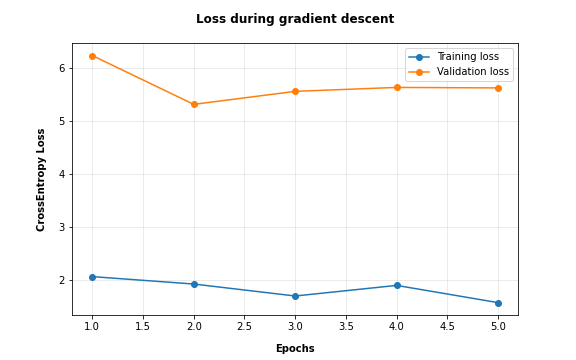 Loss during gradient descent
Training loss
Validation loss
6
5
4
3
2
CrossEntropy Loss
1.0 1.5 2.0 2.5 3.0 3.5 4.0 4.5 5.0
Epochs